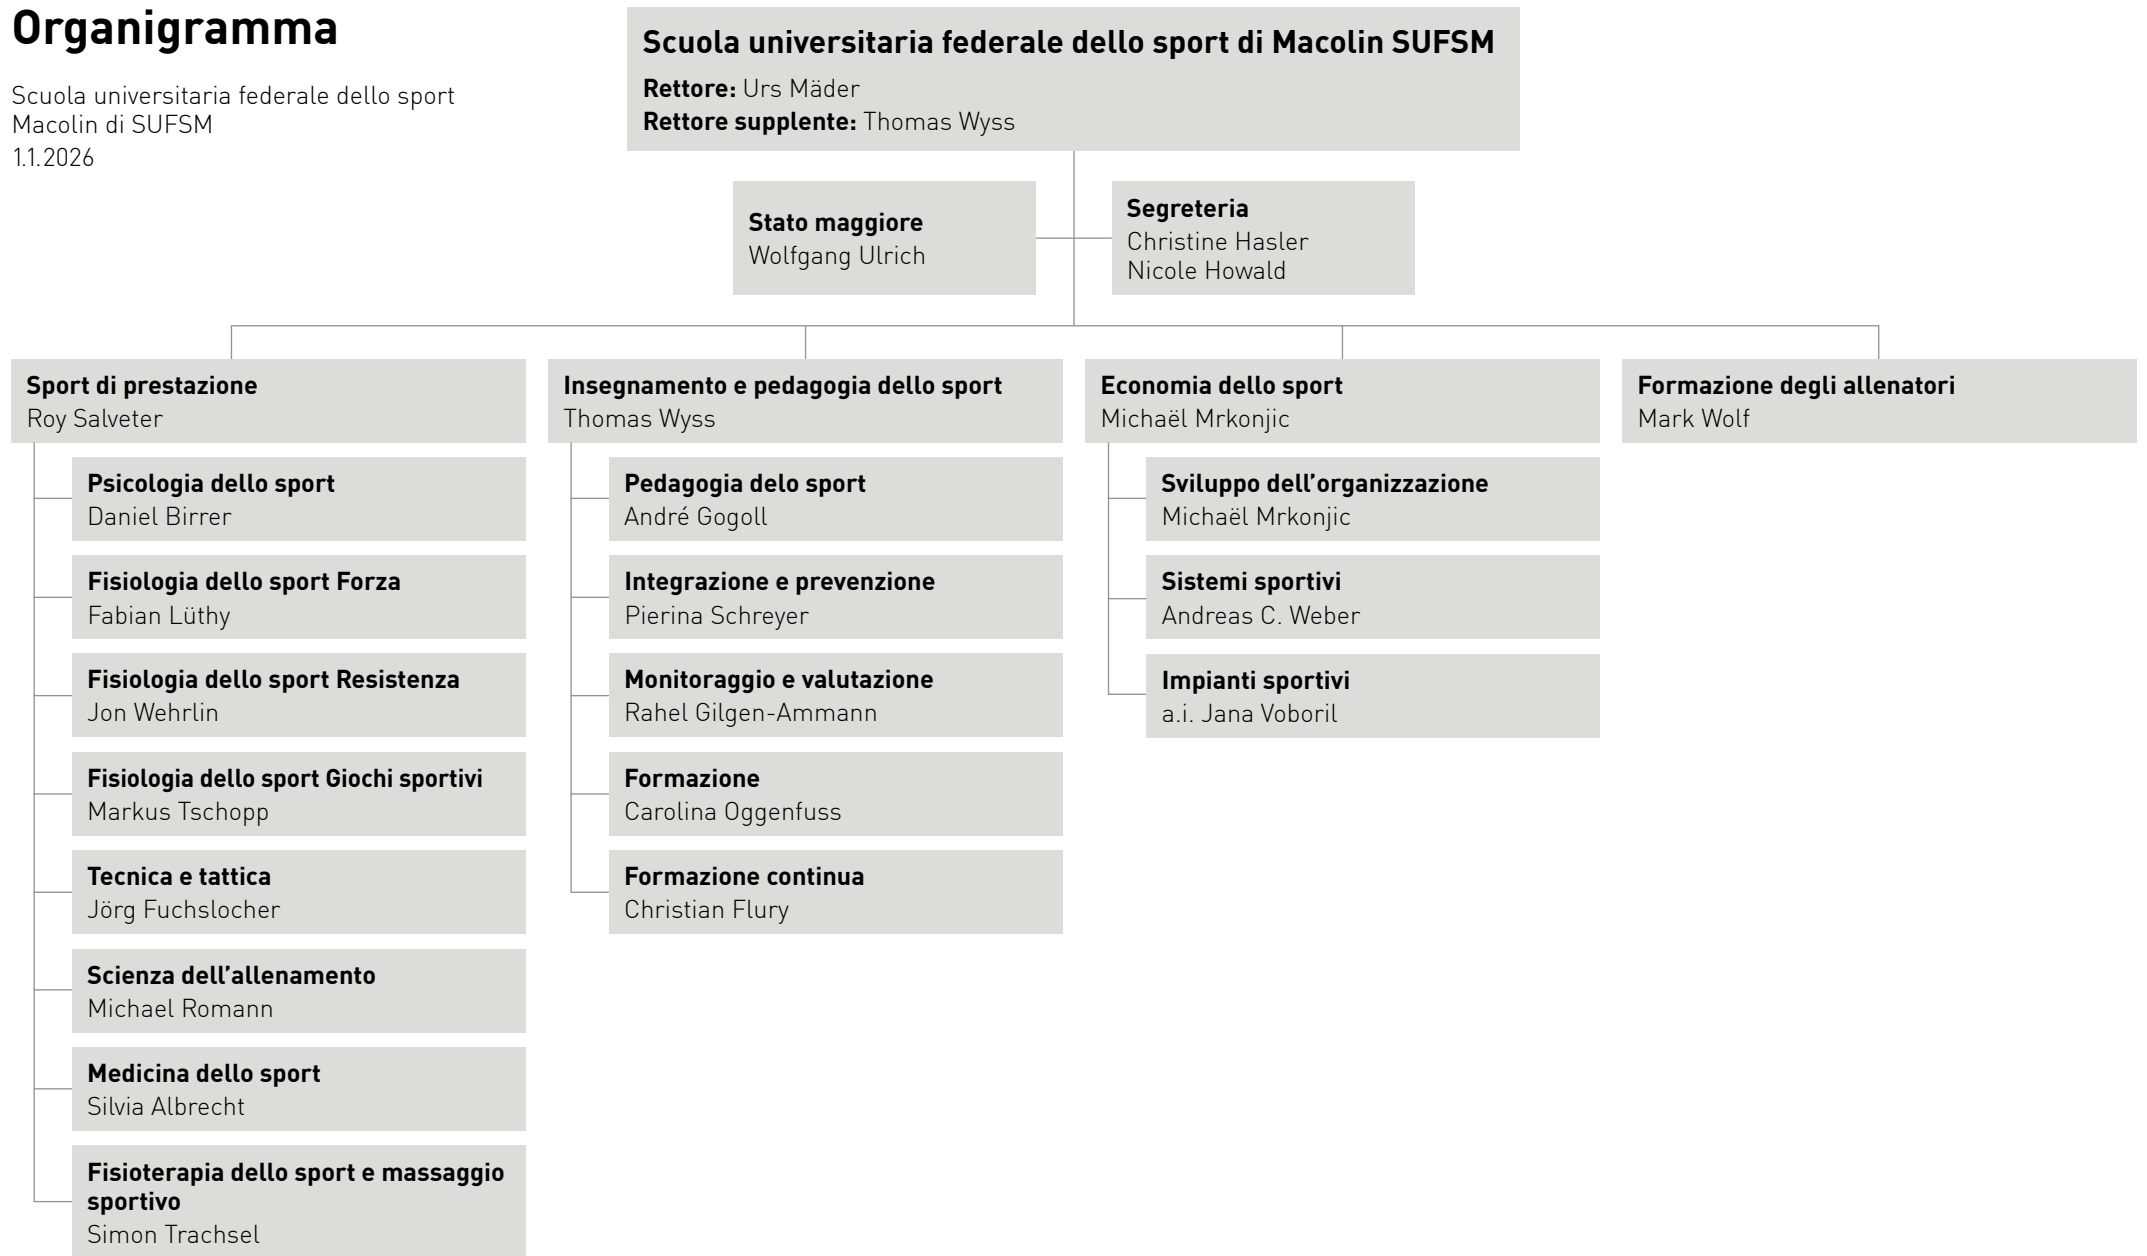 Organigramma
Scuola universitaria federale dello sport
Macolin di SUFSM
1.1.2026
Scuola universitaria federale dello sport di Macolin SUFSM
Rettore: Urs Mäder
Rettore supplente: Thomas Wyss
Stato maggiore
Wolfgang Ulrich
Segreteria
Christine Hasler
Nicole Howald
Sport di prestazione
Roy Salveter
Psicologia dello sport
Daniel Birrer
Fisiologia dello sport Forza
Fabian Lüthy
Fisiologia dello sport Resistenza
Jon Wehrlin
Fisiologia dello sport Giochi sportivi
Markus Tschopp
Tecnica e tattica
Jörg Fuchslocher
Scienza dell’allenamento
Michael Romann
Medicina dello sport
Silvia Albrecht
Fisioterapia dello sport e massaggio
sportivo
Simon Trachsel
Insegnamento e pedagogia dello sport
Thomas Wyss
Pedagogia delo sport
André Gogoll
Integrazione e prevenzione
Pierina Schreyer
Monitoraggio e valutazione
Rahel Gilgen-Ammann
Formazione
Carolina Oggenfuss
Formazione continua
Christian Flury
Economia dello sport
Michaël Mrkonjic
Sviluppo dell’organizzazione
Michaël Mrkonjic
Sistemi sportivi
Andreas C. Weber
Impianti sportivi
a.i. Jana Voboril
Formazione degli allenatori
Mark Wolf